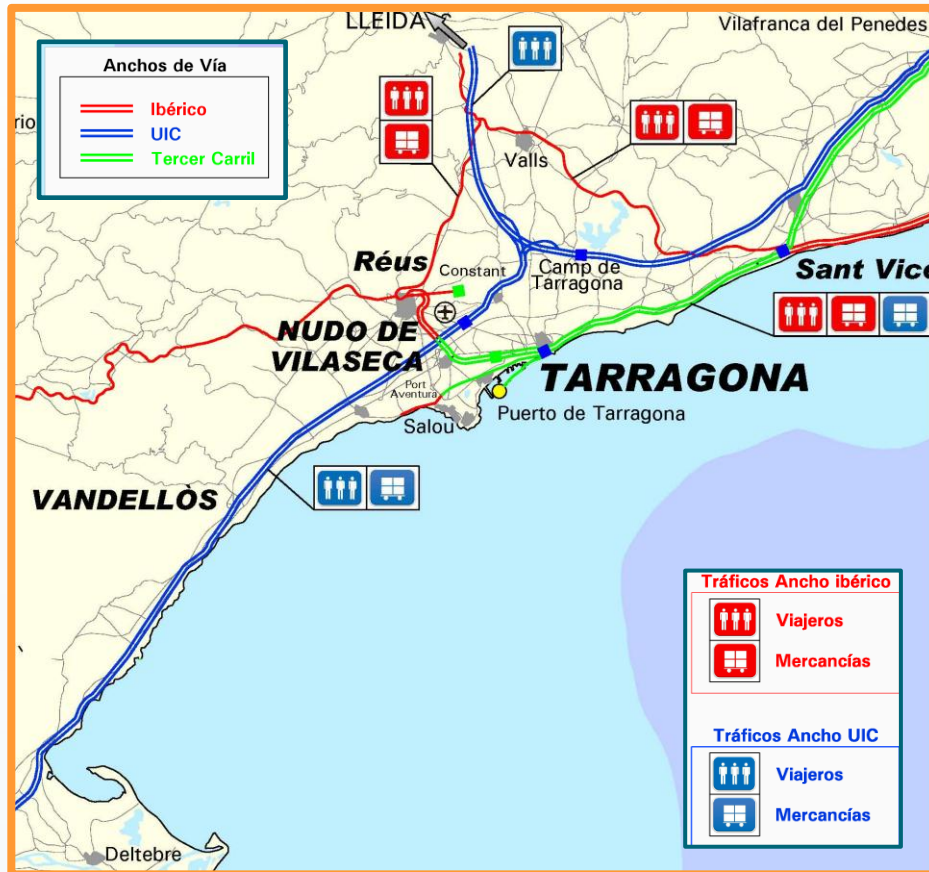 LLEIDA
Vilafranca del Penedes
Anchos de Vía
Ibérico
UIC
Tercer Carril
rio
Valls
Réus
Constant
Camp de
Tarragona
Sant Vice
NUDO DE
VILASECA
TARRAGONA
Port
Aventura
Puerto de Tarragona
Salou
VANDELLÒS
Tráficos Ancho ibérico
Viajeros
Mercancías
Tráficos Ancho UIC
Viajeros
Mercancías
Deltebre